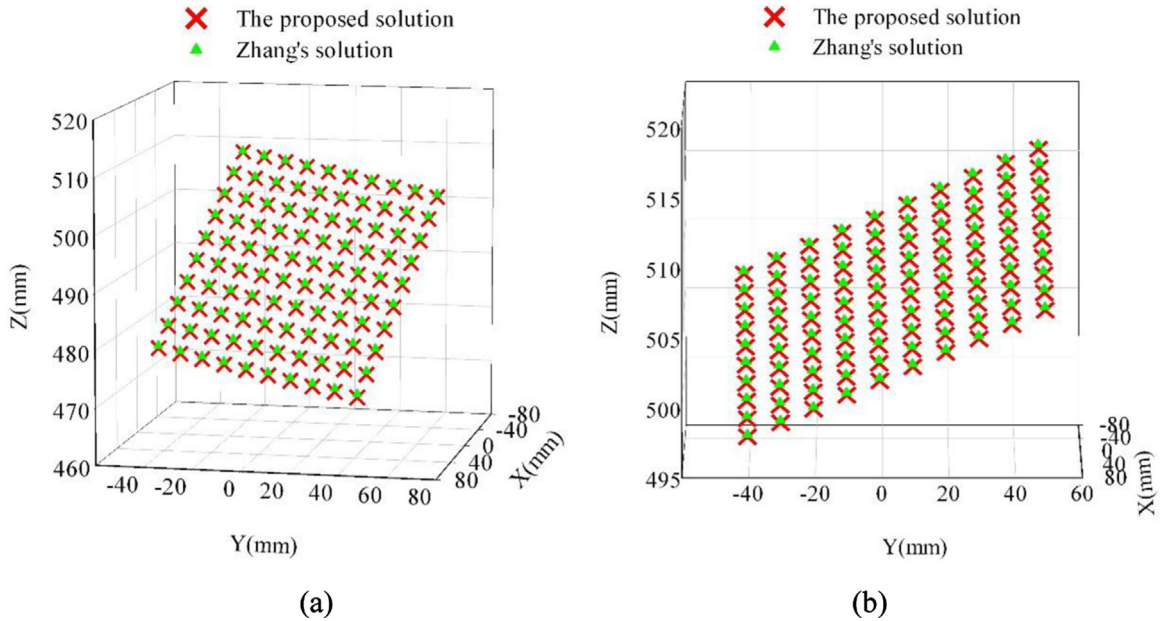 The proposed solution
Zhang's solution
520
510
500
490
480
470
460
Z(mm)
-40 -20 0 20 40 60 80
Y(mm)
-80
-40
0
40
80
X(mm)
(a)
The proposed solution
Zhang's solution
520
515
510
505
500
495
Z(mm)
-40 -20 0 20 40 60
Y(mm)
-80
-40
0
40
80
X(mm)
(b)